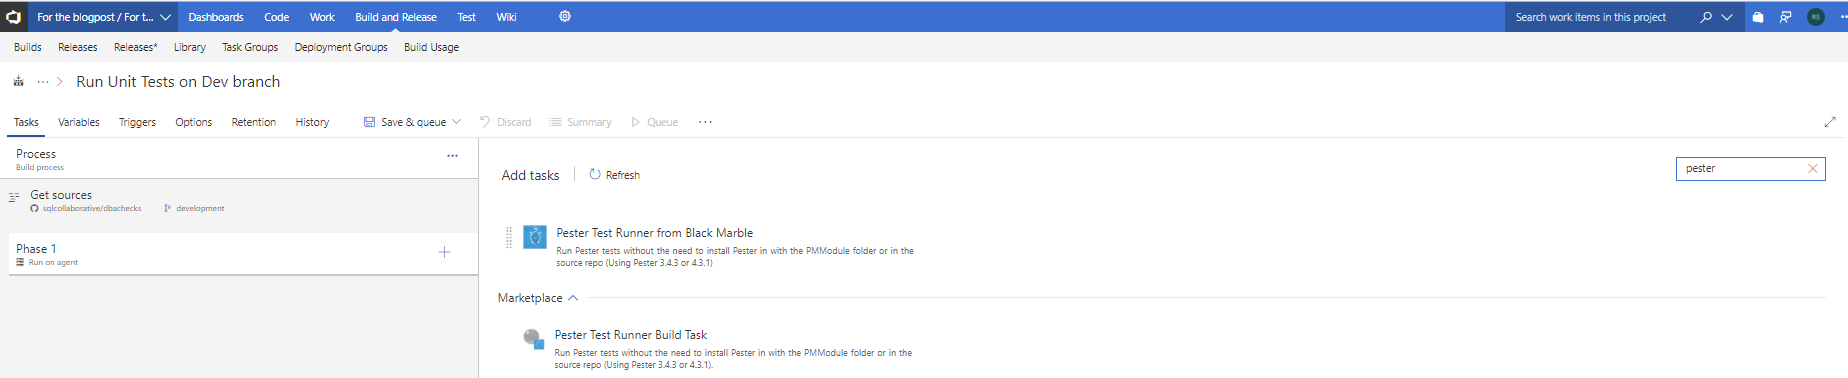 For the blogpost / For t...
Dashboards Code Work Build and Release Test Wiki
Search work items in this project
RS
Builds Releases Releases* Library Task Groups Deployment Groups Build Usage
... > Run Unit Tests on Dev branch
Tasks Variables Triggers Options Retention History Save & queue Discard Summary Queue ...
Process ...
Build process
Get sources
sqlcollaborative/dbachecks development
Phase 1
Run on agent
Add tasks Refresh
pester
Pester Test Runner from Black Marble
Run Pester tests without the need to install Pester in with the PMModule folder or in the
source repo (Using Pester 3.4.3 or 4.3.1)
Marketplace
Pester Test Runner Build Task
Run Pester tests without the need to install Pester in with the PMModule folder or in the
source repo (Using Pester 3.4.3 or 4.3.1).